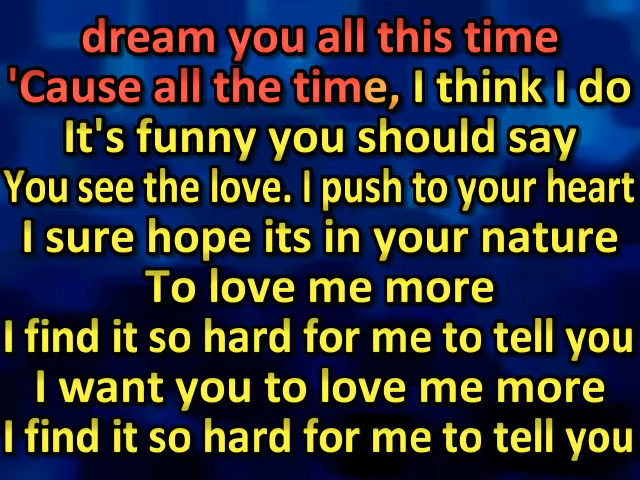 dream you all this time
'Cause all the time, I think I do
It's funny you should say
You see the love. I push to your heart
I sure hope its in your nature
To love me more
I find it so hard for me to tell you
I want you to love me more
I find it so hard for me to tell you